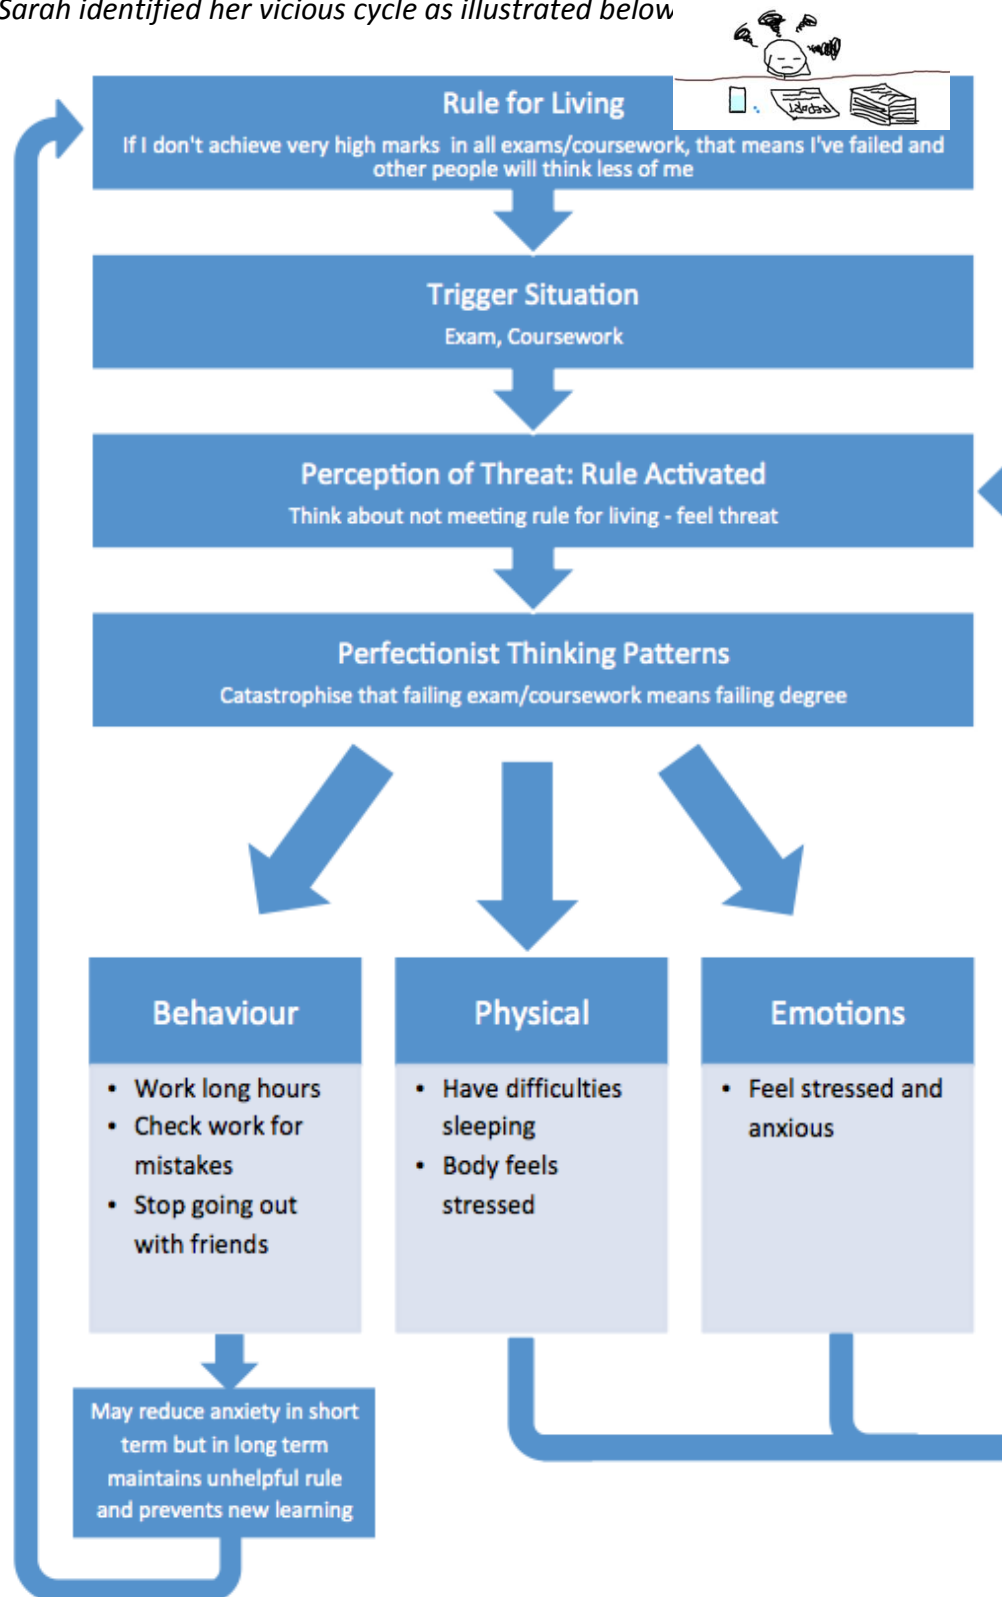 Sarah identified her vicious cycle as illustrated below
Rule for Living
If I don't achieve very high marks in all exams/coursework, that means I've failed and
other people will think less of me
Trigger Situation
Exam, Coursework
Perception of Threat: Rule Activated
Think about not meeting rule for living - feel threat
Perfectionist Thinking Patterns
Catastrophise that failing exam/coursework means failing degree
Behaviour
• Work long hours
• Check work for
mistakes
• Stop going out
with friends
Physical
• Have difficulties
sleeping
• Body feels
stressed
Emotions
• Feel stressed and
anxious
May reduce anxiety in short
term but in long term
maintains unhelpful rule
and prevents new learning